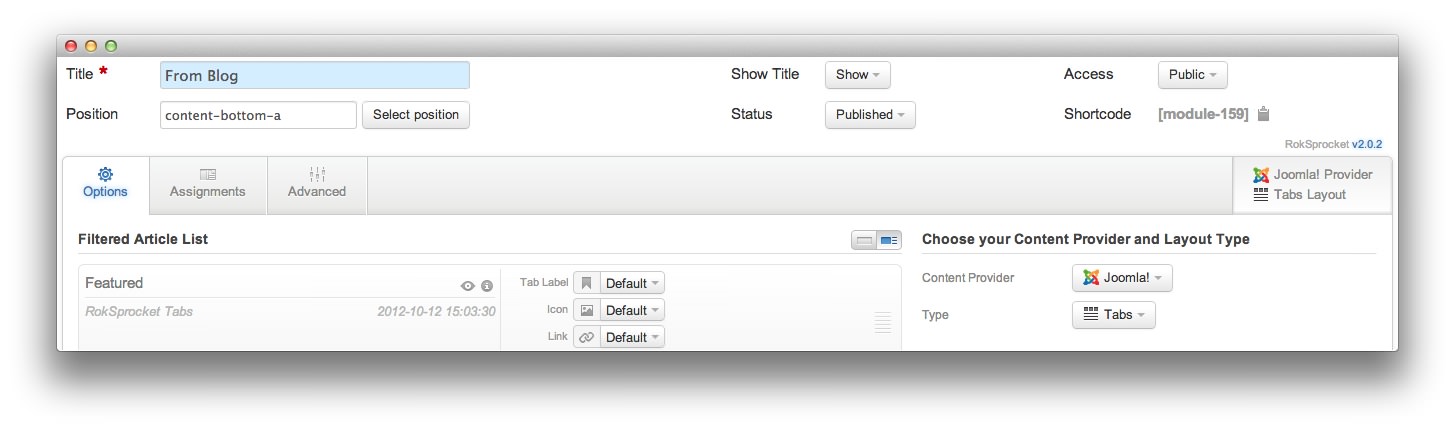 Title * From Blog Show Title Show Access Public
Position content-bottom-a Select position Status Published Shortcode [module-159]
RokSprocket v2.0.2
Options Assignments Advanced Joomla! Provider
Tabs Layout
Filtered Article List Choose your Content Provider and Layout Type
Featured Tab Label Default Content Provider Joomla!
RokSprocket Tabs 2012-10-12 15:03:30 Icon Default Type Tabs
Link Default